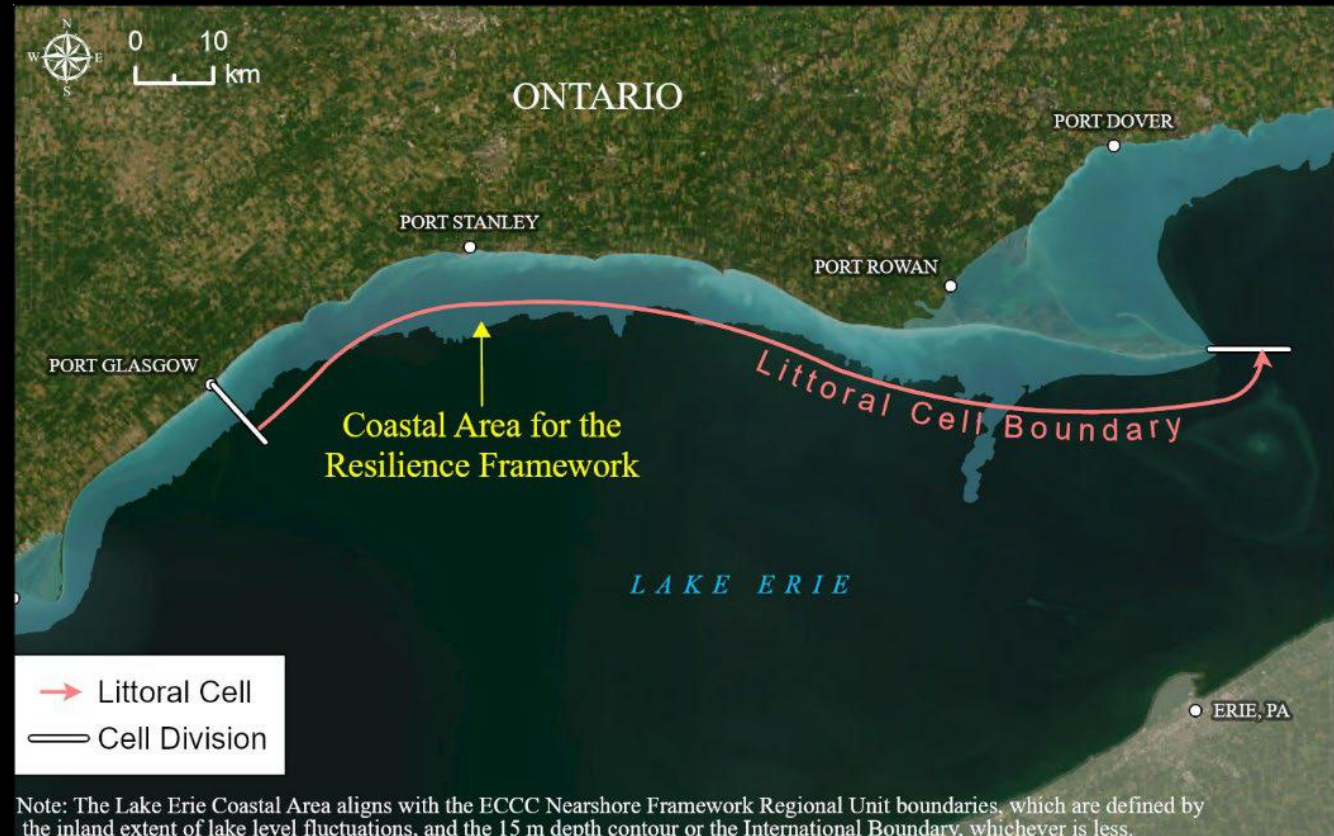 N
W E
S
0 10
km
ONTARIO
PORT DOVER
PORT STANLEY
PORT ROWAN
PORT GLASGOW
Coastal Area for the
Resilience Framework
Littoral Cell Boundary
LAKE ERIE
ERIE, PA
Littoral Cell
Cell Division
Note: The Lake Erie Coastal Area aligns with the ECCC Nearshore Framework Regional Unit boundaries, which are defined by
the inland extent of lake level fluctuations, and the 15 m depth contour or the International Boundary, whichever is less.